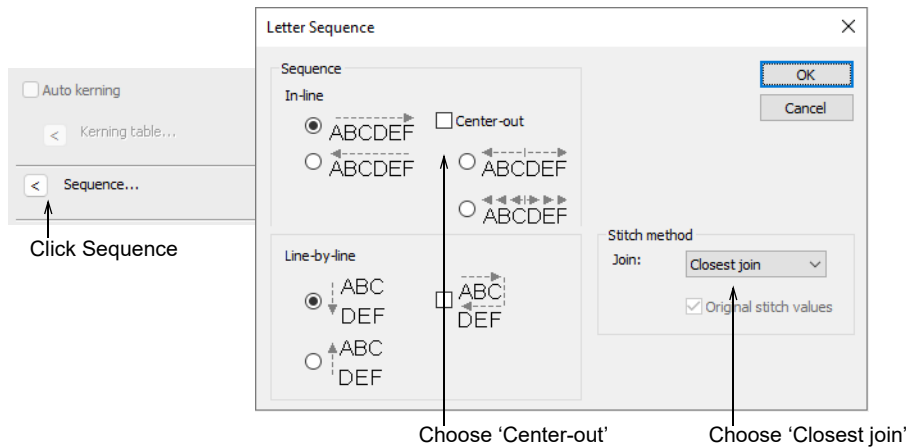 Letter Sequence
Sequence
In-line
ABCDEF
Center-out
ABCDEF
ABCDEF
ABCDEF
OK
Cancel
Auto kerning
< Kerning table...
< Sequence...
Click Sequence
Line-by-line
ABC
DEF
ABC
DEF
ABC
DEF
Stitch method
Join: Closest join
Original stitch values
Choose ‘Center-out’
Choose ‘Closest join’